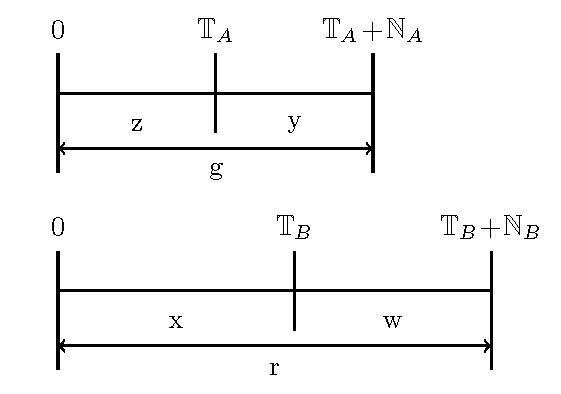 0 𝕋_A 𝕋_A+ℕ_A
z y
g
0 𝕋_B 𝕋_B+ℕ_B
x w
r